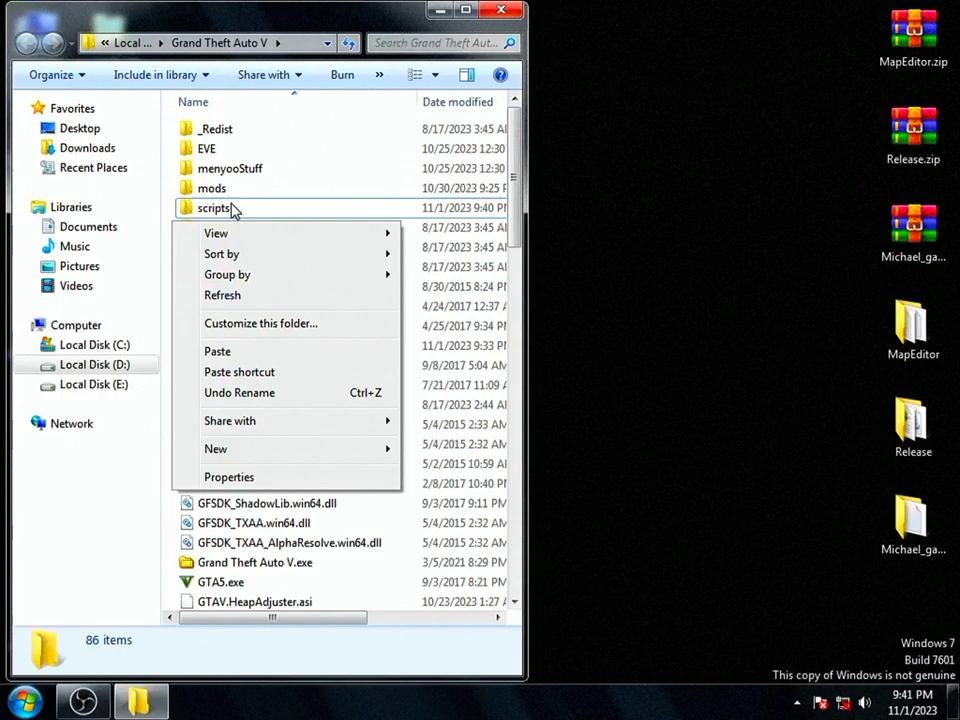 Local ... Grand Theft Auto V
Search Grand Theft Aut...
Organize Include in library Share with Burn »
Name Date modified
Favorites
Desktop
Downloads
Recent Places
Libraries
Documents
Music
Pictures
Videos
Computer
Local Disk (C:)
Local Disk (D:)
Local Disk (E:)
Network
_Redist 8/17/2023 3:45 AM
EVE 10/25/2023 12:30
menyooStuff 10/25/2023 12:30
mods 10/30/2023 9:25
scripts 11/1/2023 9:40 P
8/17/2023 3:45 AM
8/17/2023 3:45 AM
8/17/2023 3:45 AM
8/30/2015 8:24 P
4/24/2017 12:37
4/25/2017 9:34 P
11/1/2023 9:33 P
9/8/2017 5:04 AM
7/21/2017 11:09
8/17/2023 2:44 A
5/4/2015 2:33 AM
5/4/2015 2:32 AM
5/2/2015 10:59 A
2/8/2017 10:40 P
View
Sort by
Group by
Refresh
Customize this folder...
Paste
Paste shortcut
Undo Rename Ctrl+Z
Share with
New
Properties
GFSDK_ShadowLib.win64.dll 9/3/2017 9:11 PM
GFSDK_TXAA.win64.dll 5/4/2015 2:32 AM
GFSDK_TXAA_AlphaResolve.win64.dll 5/4/2015 2:32 AM
Grand Theft Auto V.exe 3/5/2021 8:29 PM
GTA5.exe 9/3/2017 8:21 PM
GTAV.HeapAdjuster.asi 10/23/2023 1:27
86 items
MapEditor.zip
Release.zip
Michael_ga...
MapEditor
Release
Michael_ga...
Windows 7
Build 7601
This copy of Windows is not genuine
9:41 PM
11/1/2023